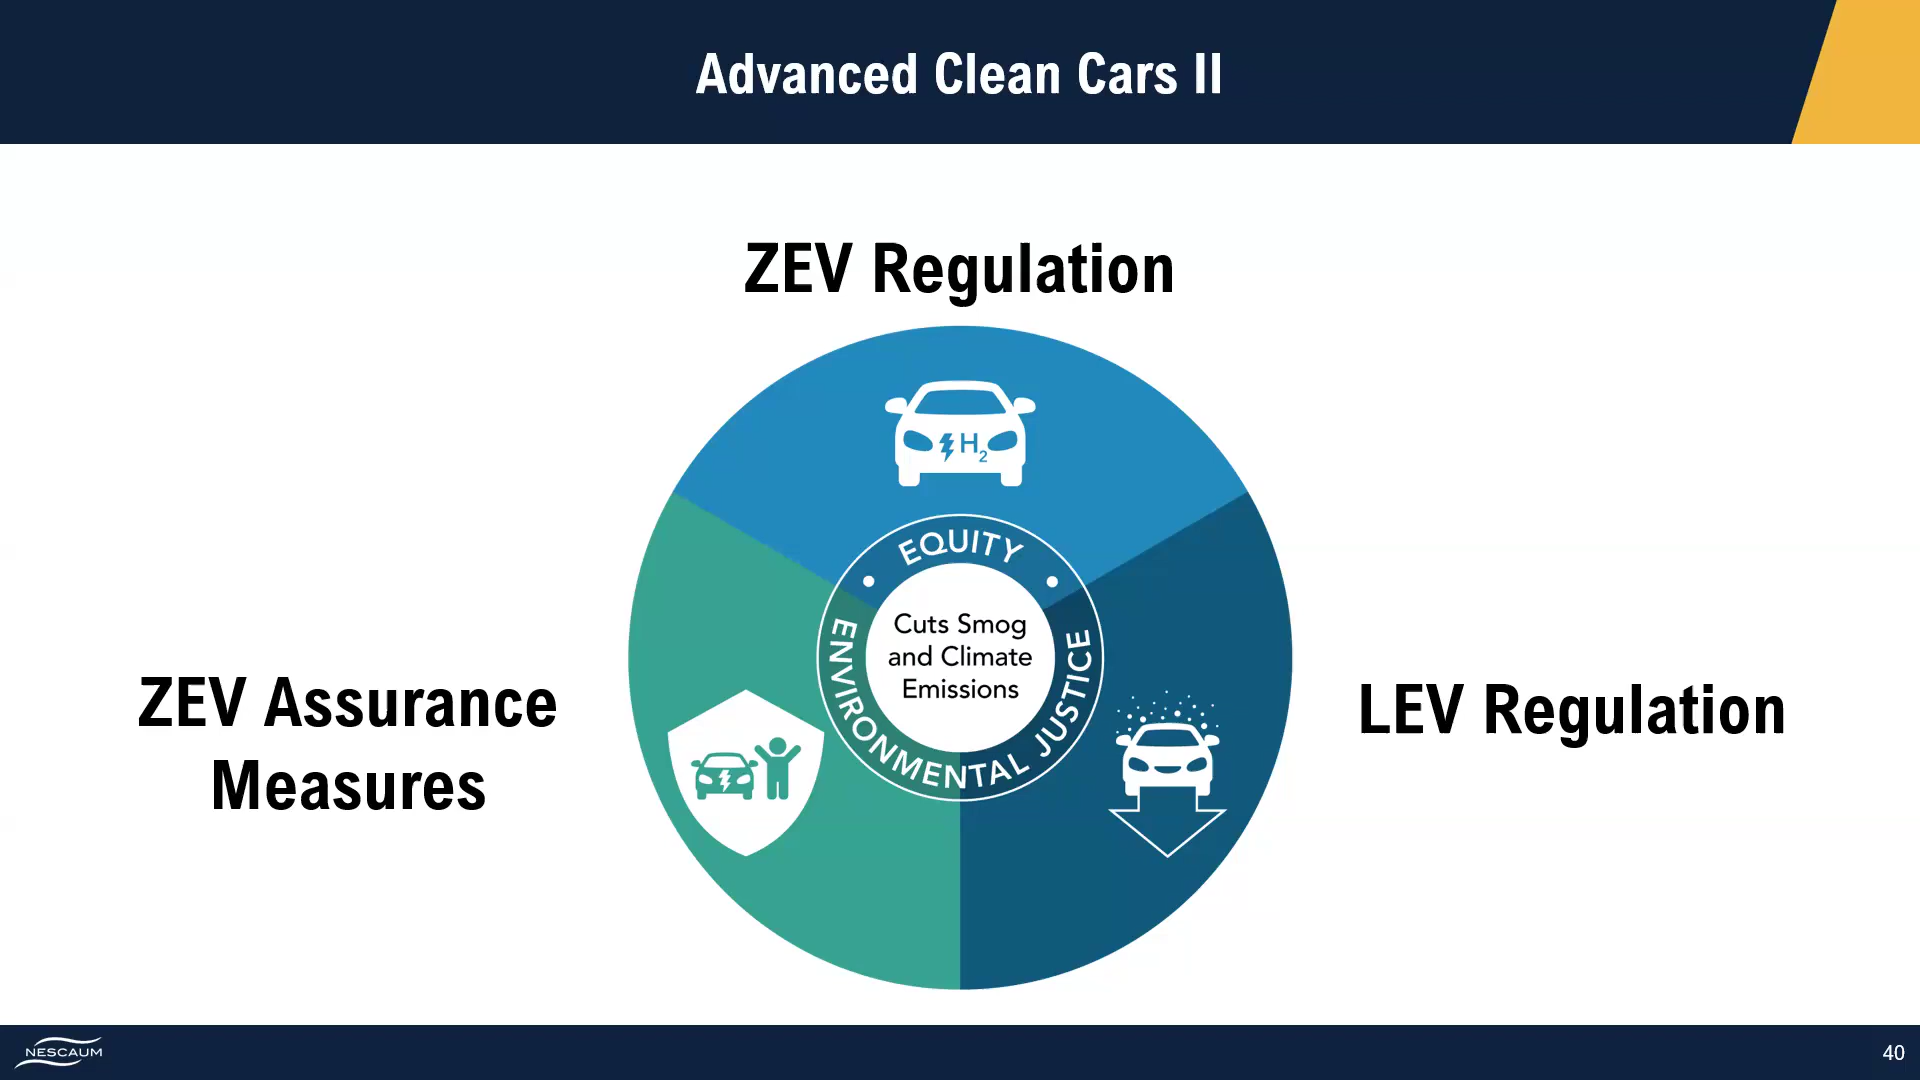 Advanced Clean Cars II
ZEV Regulation
H2
EQUITY
Cuts Smog
and Climate
Emissions
ENVIRONMENTAL JUSTICE
ZEV Assurance
Measures
LEV Regulation
NESCAUM
40